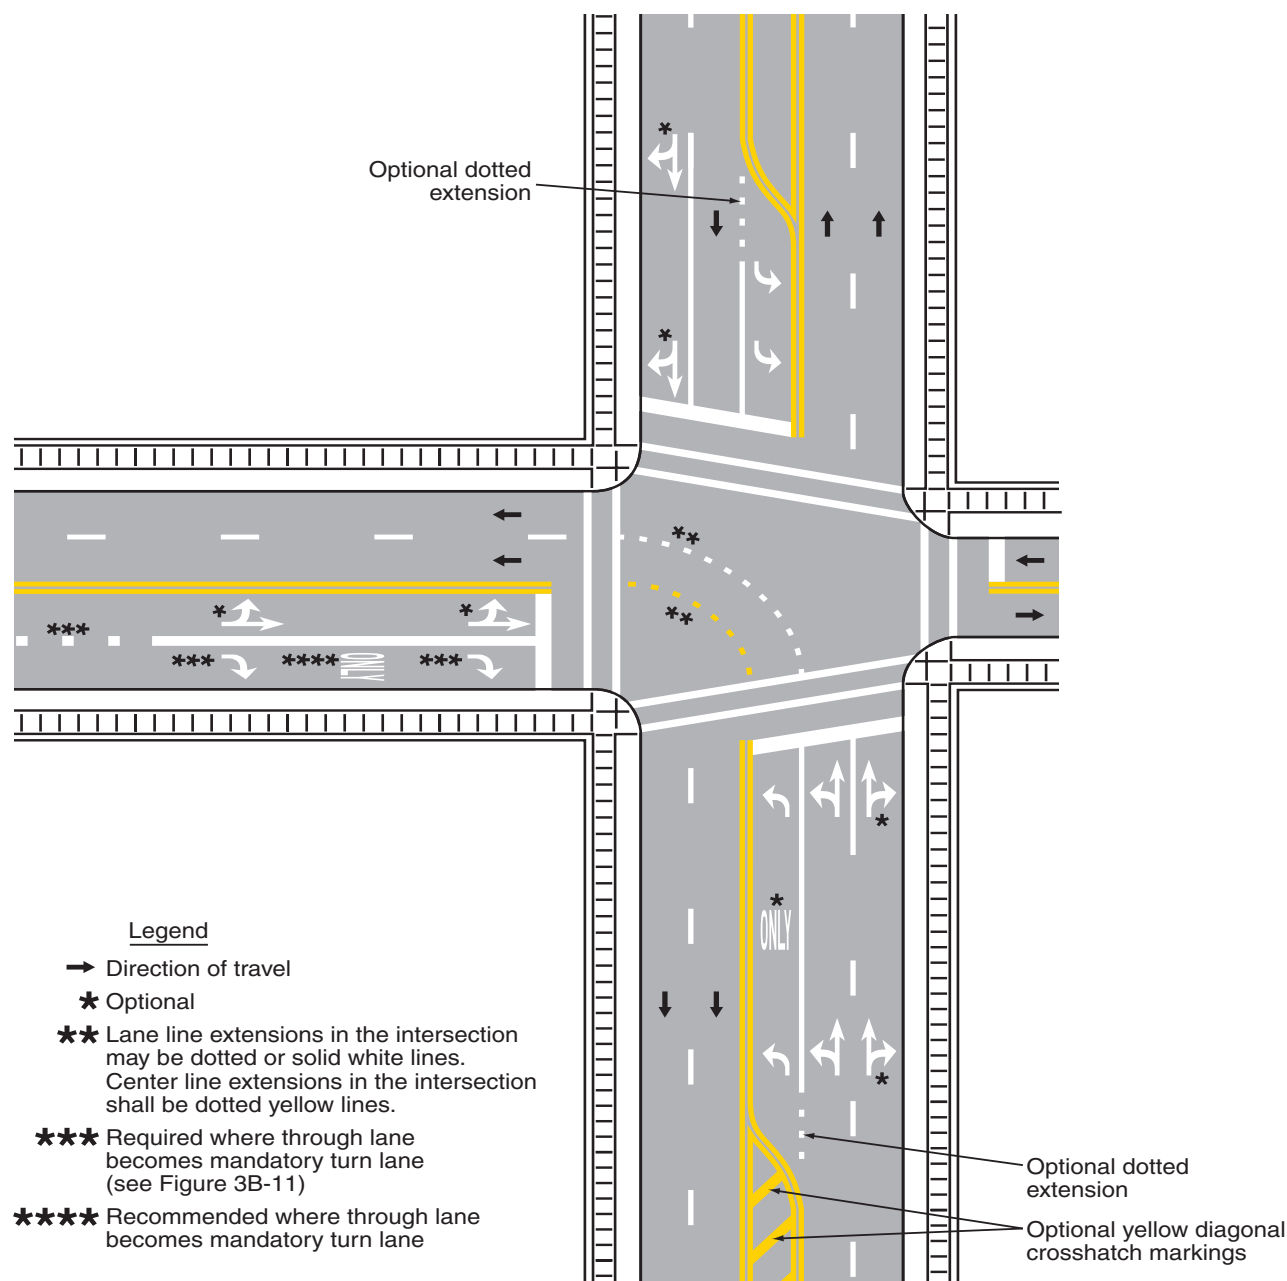 Optional dotted
extension
*
*
**
**
*
*
***
***
****
ONLY
***
*
*
ONLY
*
Legend
Direction of travel
* Optional
** Lane line extensions in the intersection
may be dotted or solid white lines.
Center line extensions in the intersection
shall be dotted yellow lines.
*** Required where through lane
becomes mandatory turn lane
(see Figure 3B-11)
**** Recommended where through lane
becomes mandatory turn lane
Optional dotted
extension
Optional yellow diagonal
crosshatch markings